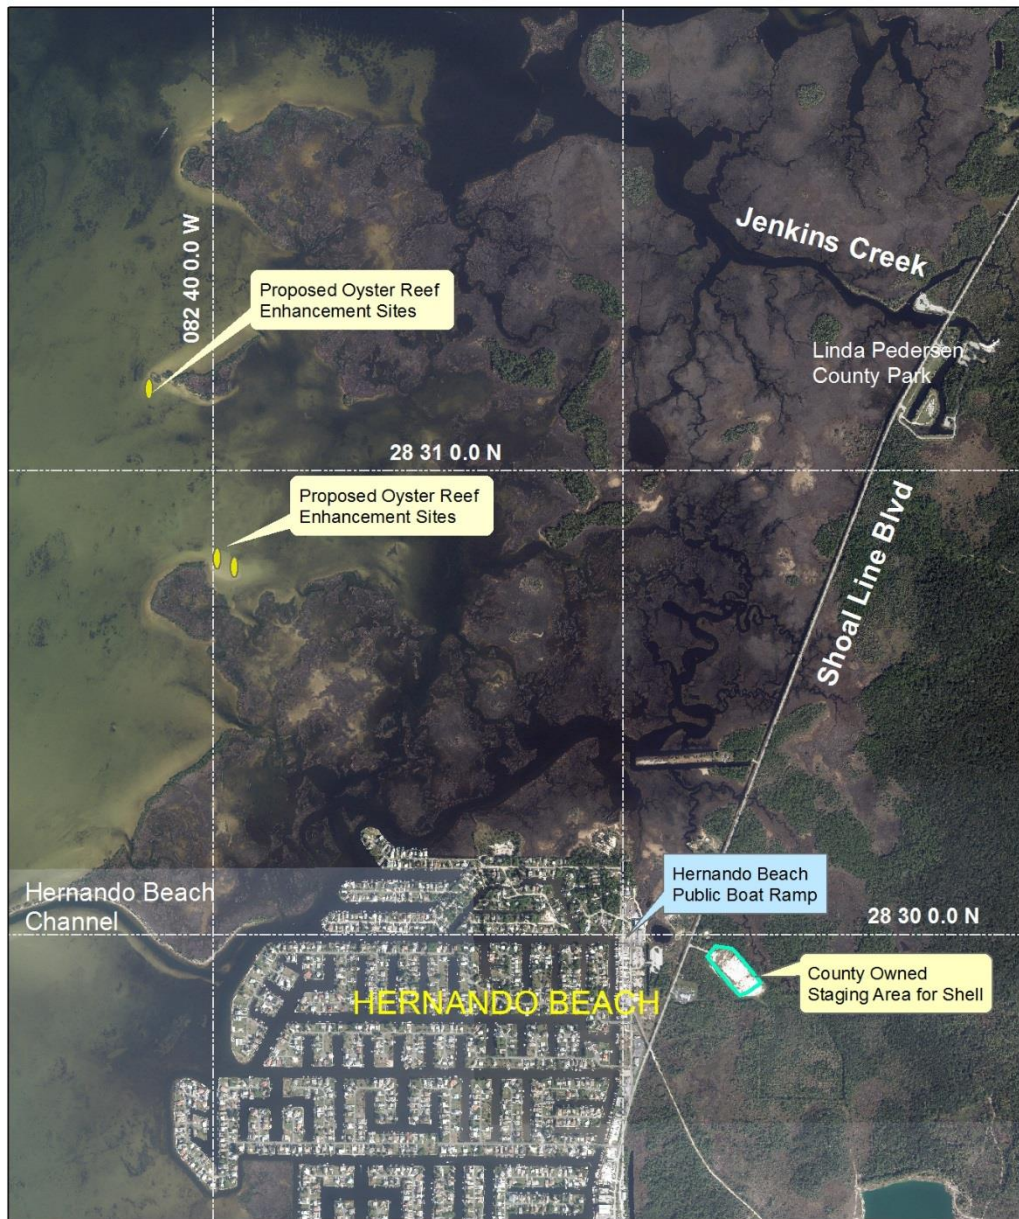 Jenkins Creek
082 40 0.0 W
Proposed Oyster Reef
Enhancement Sites
Linda Pedersen
County Park
28 31 0.0 N
Proposed Oyster Reef
Enhancement Sites
Shoal Line Blvd
Hernando Beach
Public Boat Ramp
Hernando Beach
Channel
28 30 0.0 N
County Owned
Staging Area for Shell
HERNANDO BEACH